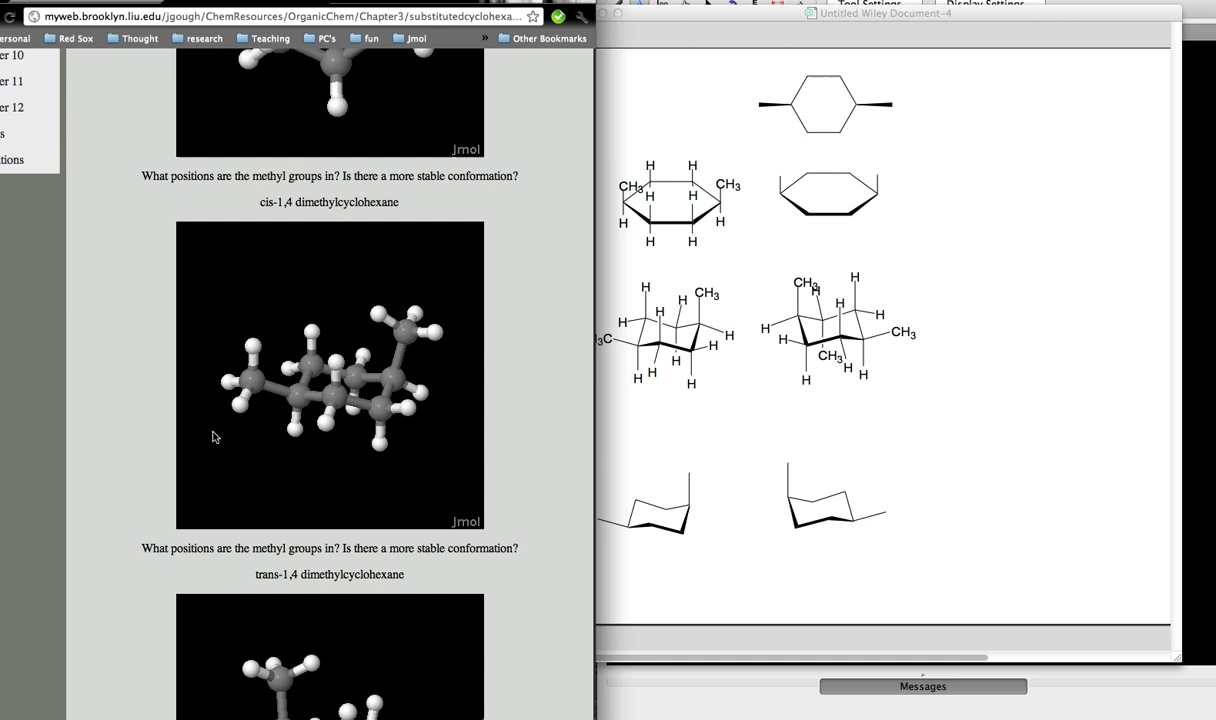 Tool Settings Display Settings
myweb.brooklyn.liu.edu/jgough/ChemResources/OrganicChem/Chapter3/substitutedcyclohexa...
Untitled Wiley Document-4
ersonal Red Sox Thought research Teaching PC's fun Jmol » Other Bookmarks
er 10
er 11
er 12
s
tions
Jmol
What positions are the methyl groups in? Is there a more stable conformation?
cis-1,4 dimethylcyclohexane
Jmol
What positions are the methyl groups in? Is there a more stable conformation?
trans-1,4 dimethylcyclohexane
H H
CH3 H H CH3
H H
H H
H CH3 H
H H
3C H H
H H H
CH3 H H
H H
H H CH3
CH3 H
H H
Messages